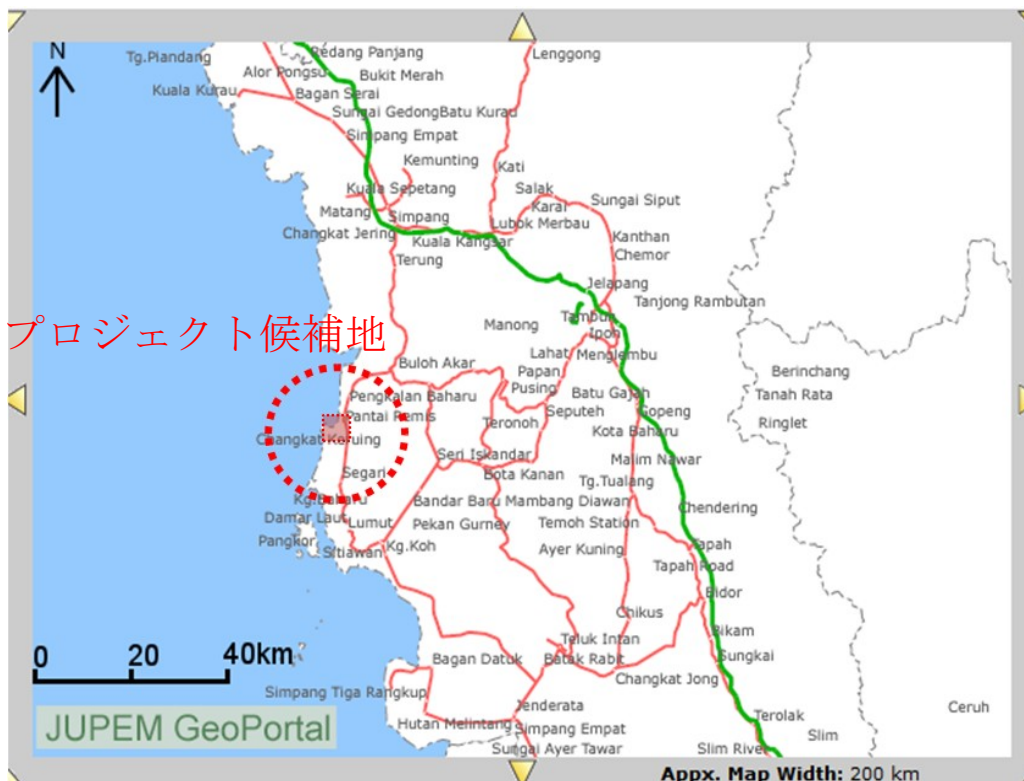 N
Redang Panjang
Lenggong
Tg.Piandang
Alor Pongsu
Bukit Merah
Kuala Kurau
Bagan Serai
Sungai Gedong
Batu Kurau
Simpang Empat
Kemunting
Kati
Kuala Sepetang
Salak
Sungai Siput
Matang
Simpang
Karai
Changkat Jering
Lubok Merbau
Kuala Kangsar
Kanthan
Terung
Chemor
Jelapang
Tanjong Rambutan
Tambun
Manong
Ipoh
プロジェクト候補地
Lahat
Menglembu
Buloh Akar
Papan
Berinchang
Pusing
Pengkalan Baharu
Batu Gajah
Tanah Rata
Pantai Remis
Seputeh
Gopeng
Teronoh
Kota Baharu
Ringlet
Changkat Keruing
Seri Iskandar
Malim Nawar
Segari
Bota Kanan
Tg.Tualang
Kg.Baharu
Bandar Baru
Mambang Diawan
Chendering
Damar Laut
Lumut
Pekan Gurney
Temoh Station
Pangkor
Sitiawan
Kg.Koh
Ayer Kuning
Tapah
Tapah Road
Bidor
Chikus
Bikam
Teluk Intan
0 20 40km
Bagan Datuk
Batak Rabit
Sungkai
Changkat Jong
Simpang Tiga Rangkup
Jenderata
Ceruh
Terolak
JUPEM GeoPortal
Hutan Melintang
Simpang Empat
Slim
Sungai Ayer Tawar
Slim River
Appx. Map Width: 200 km